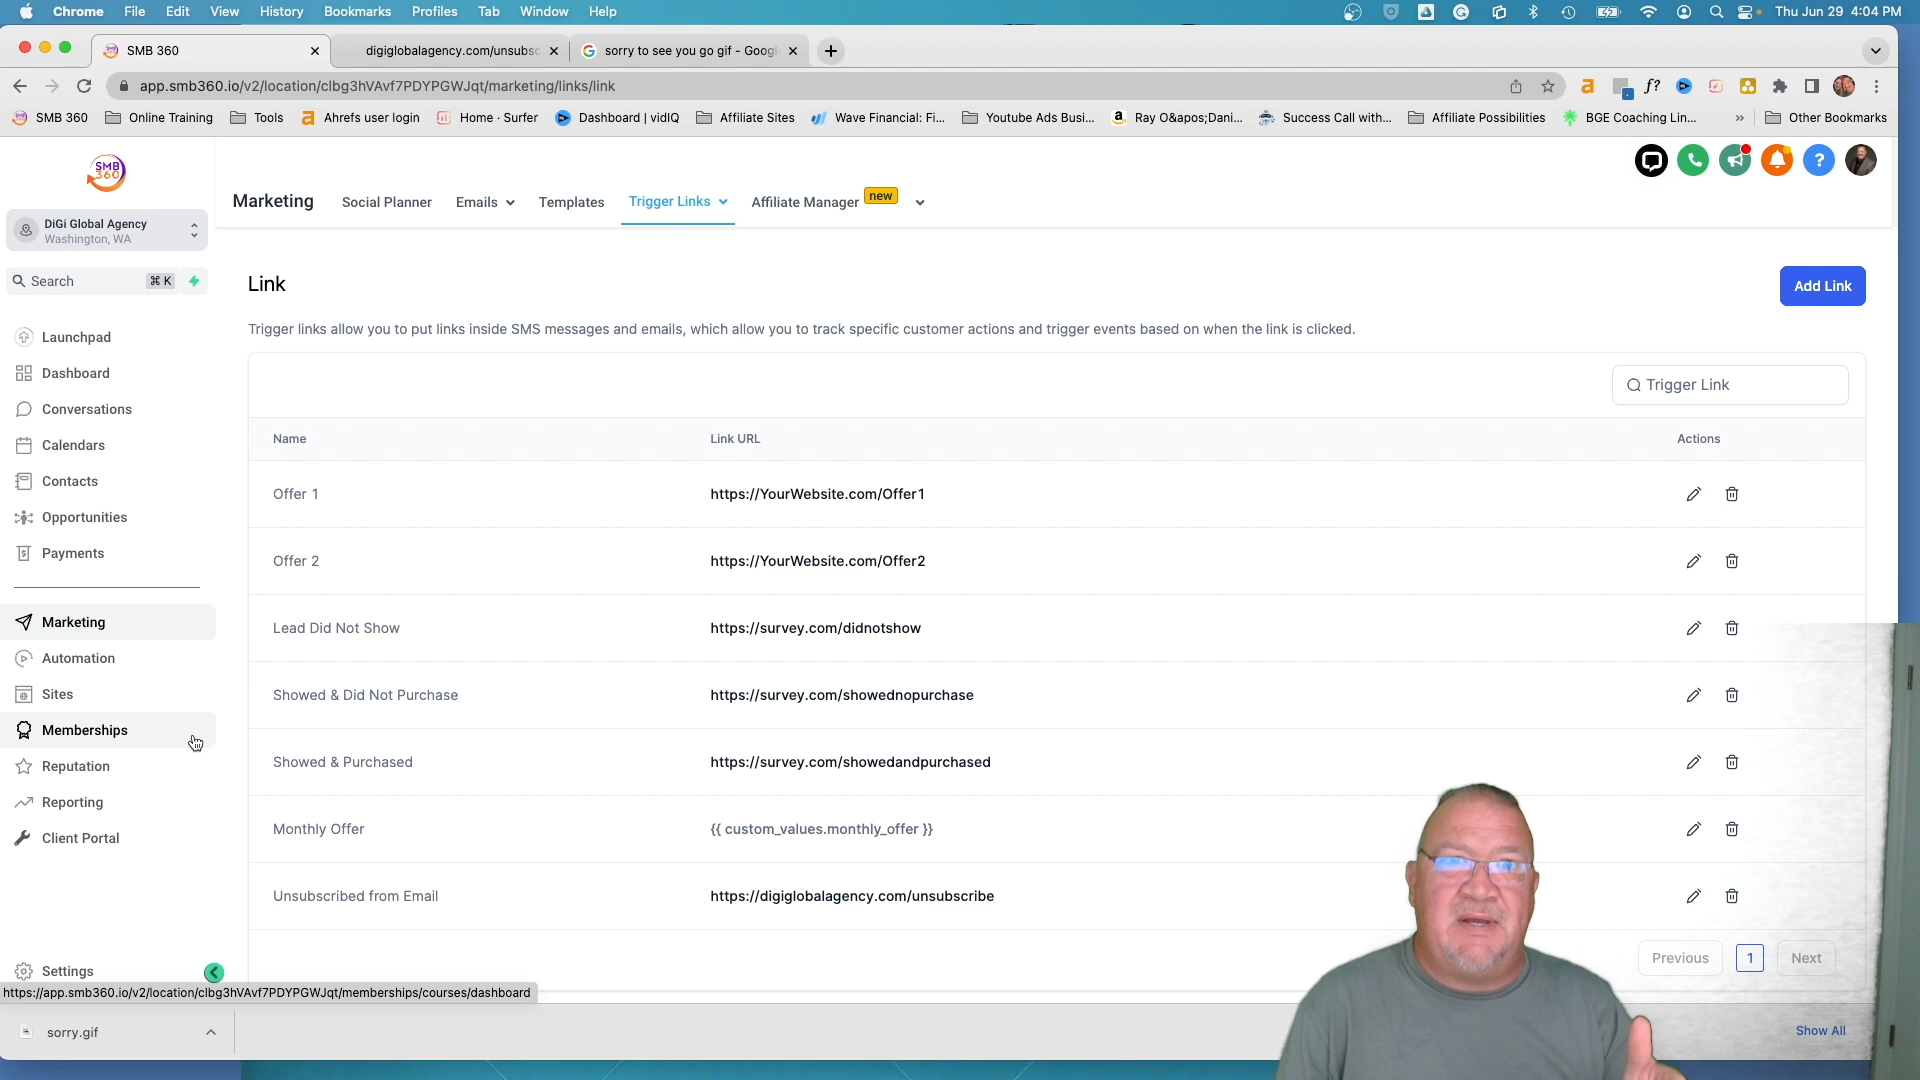 Chrome File Edit View History Bookmarks Profiles Tab Window Help Thu Jun 29 4:04 PM
SMB 360 digiglobalagency.com/unsubsc sorry to see you go gif - Googl
app.smb360.io/v2/location/clbg3hVAvf7PDYPGWJqt/marketing/links/link
SMB 360 Online Training Tools Ahrefs user login Home · Surfer Dashboard | vidIQ Affiliate Sites Wave Financial: Fi... Youtube Ads Busi... Ray O&apos;Dani... Success Call with... Affiliate Possibilities BGE Coaching Lin... » Other Bookmarks
SMB 360
Marketing Social Planner Emails Templates Trigger Links Affiliate Manager new
DiGi Global Agency
Washington, WA
Search ⌘ K
Launchpad
Dashboard
Conversations
Calendars
Contacts
Opportunities
Payments
Marketing
Automation
Sites
Memberships
Reputation
Reporting
Client Portal
Settings
Link
Add Link
Trigger links allow you to put links inside SMS messages and emails, which allow you to track specific customer actions and trigger events based on when the link is clicked.
Trigger Link
Name Link URL Actions
Offer 1 https://YourWebsite.com/Offer1
Offer 2 https://YourWebsite.com/Offer2
Lead Did Not Show https://survey.com/didnotshow
Showed & Did Not Purchase https://survey.com/showednopurchase
Showed & Purchased https://survey.com/showedandpurchased
Monthly Offer {{ custom_values.monthly_offer }}
Unsubscribed from Email https://digiglobalagency.com/unsubscribe
Previous 1 Next
https://app.smb360.io/v2/location/clbg3hVAvf7PDYPGWJqt/memberships/courses/dashboard
sorry.gif Show All